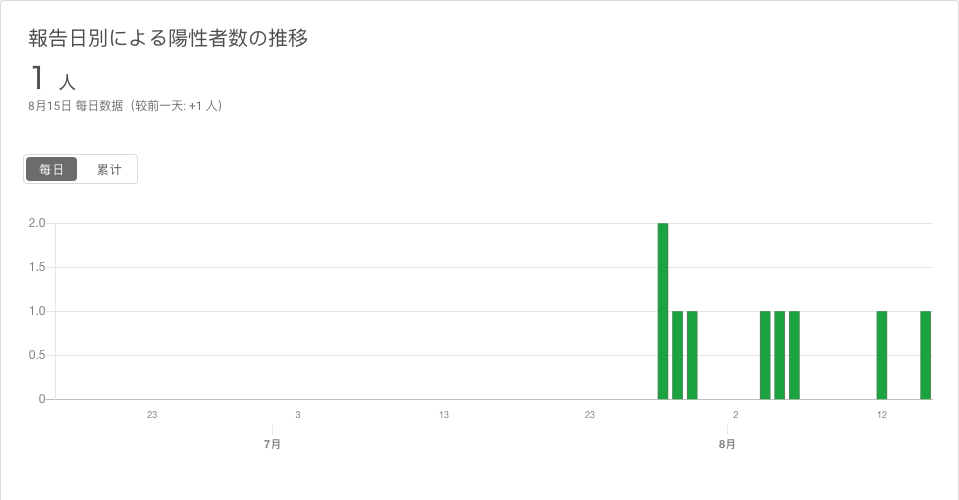 報告日別による陽性者数の推移
1 人
8月15日 每日数据（较前一天: +1 人）
每日 累计
2.0
1.5
1.0
0.5
0
23 3 13 23 2 12
7月 8月